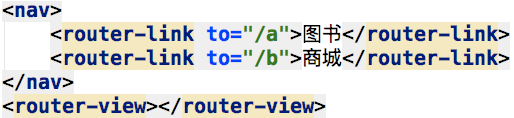 <nav>
    <router-link to="/a">图书</router-link>
    <router-link to="/b">商城</router-link>
</nav>
<router-view></router-view>